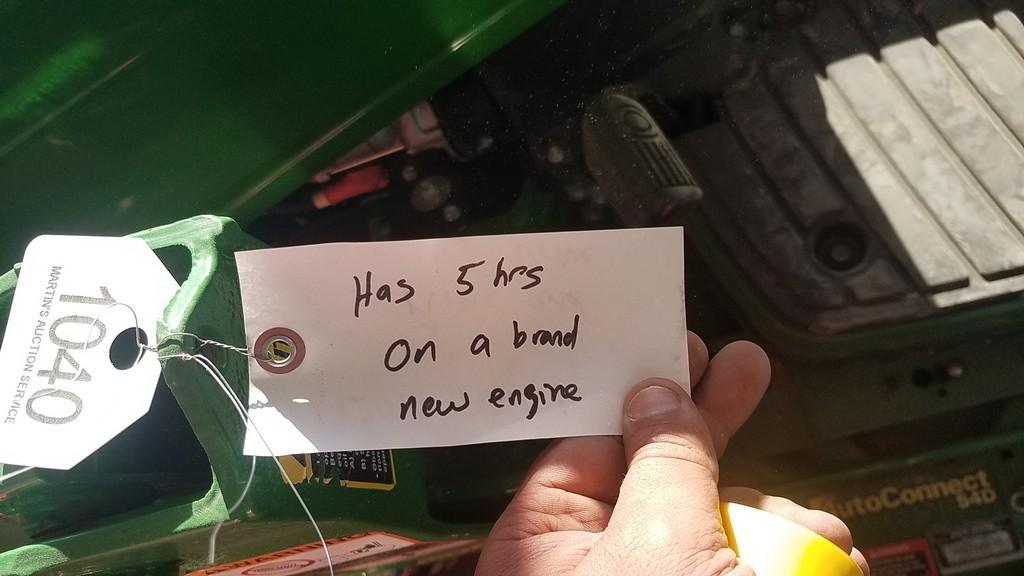 Has 5 hrs
On a brand
new engine
1040
MARTIN'S AUCTION SERVICE
AutoConnect
54D